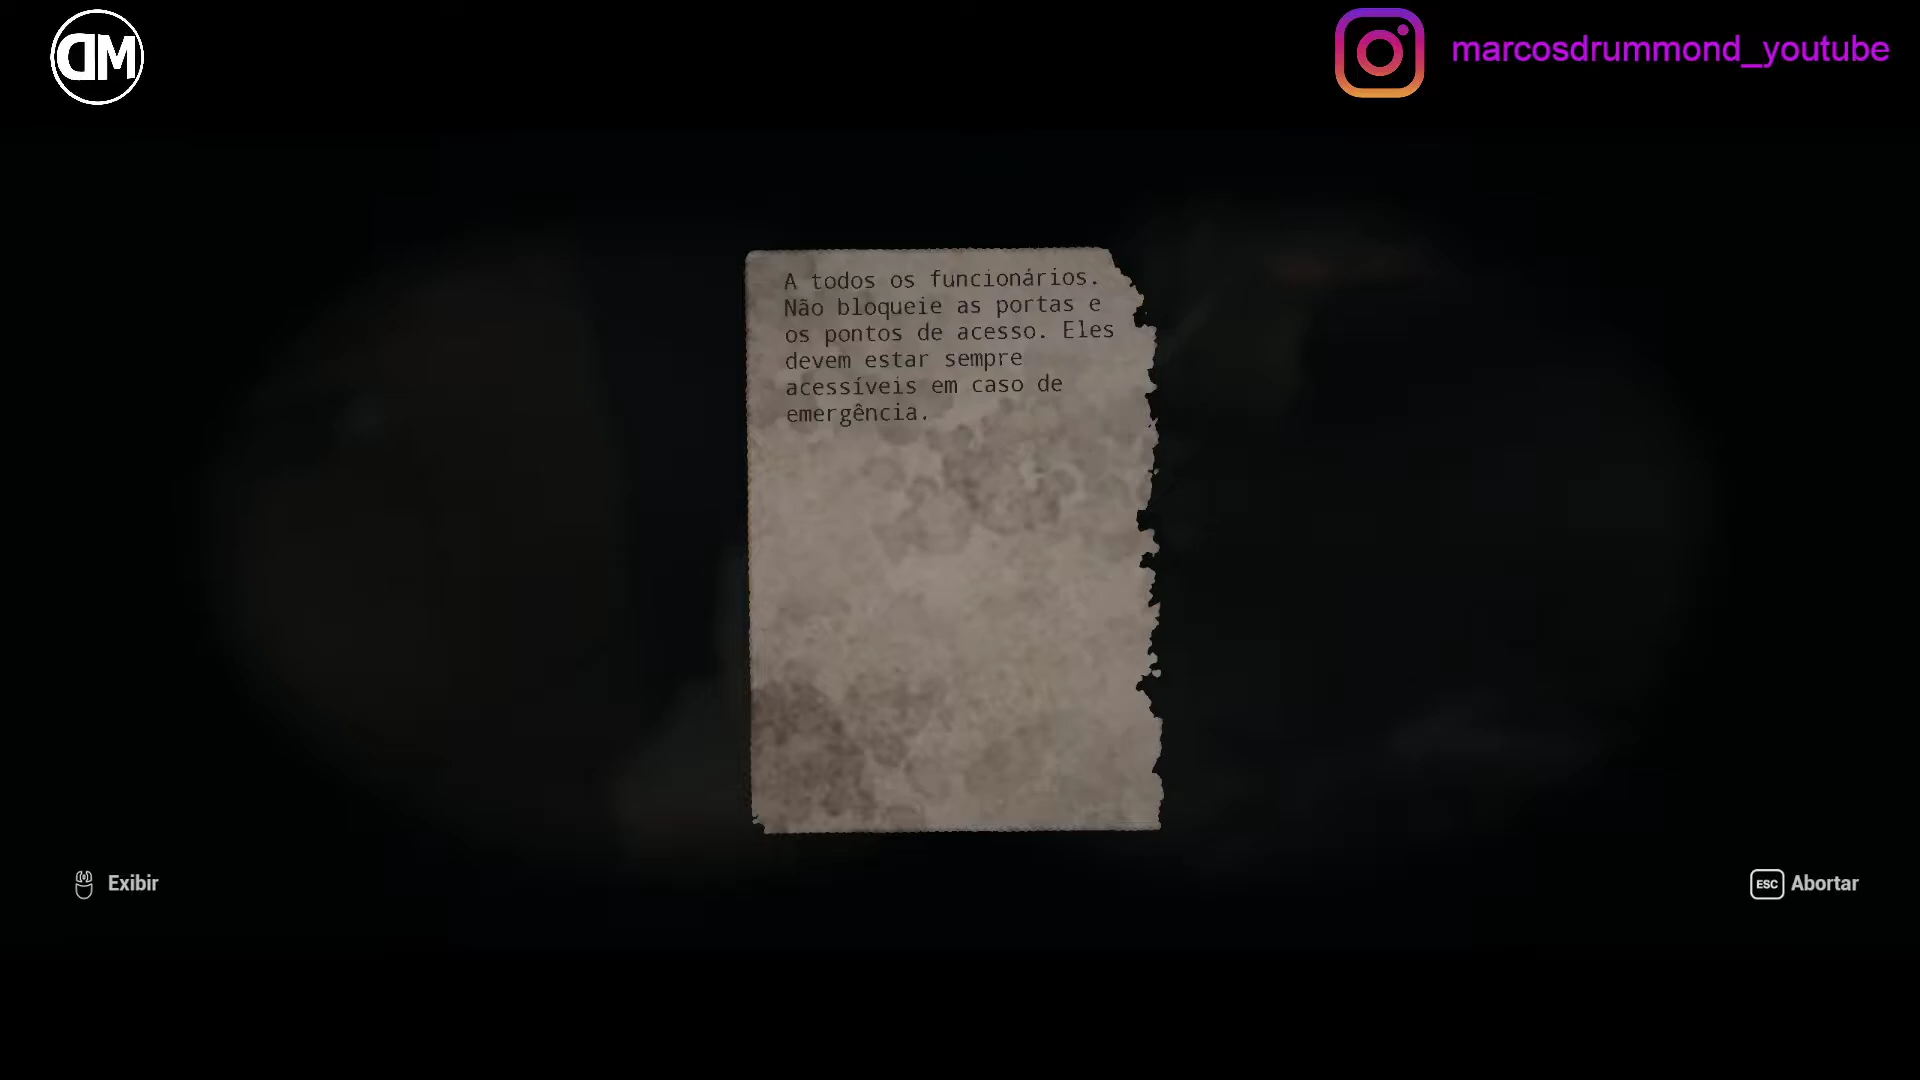 DM
marcosdrummond_youtube
A todos os funcionários.
Não bloqueie as portas e
os pontos de acesso. Eles
devem estar sempre
acessíveis em caso de
emergência.
Exibir
ESC Abortar